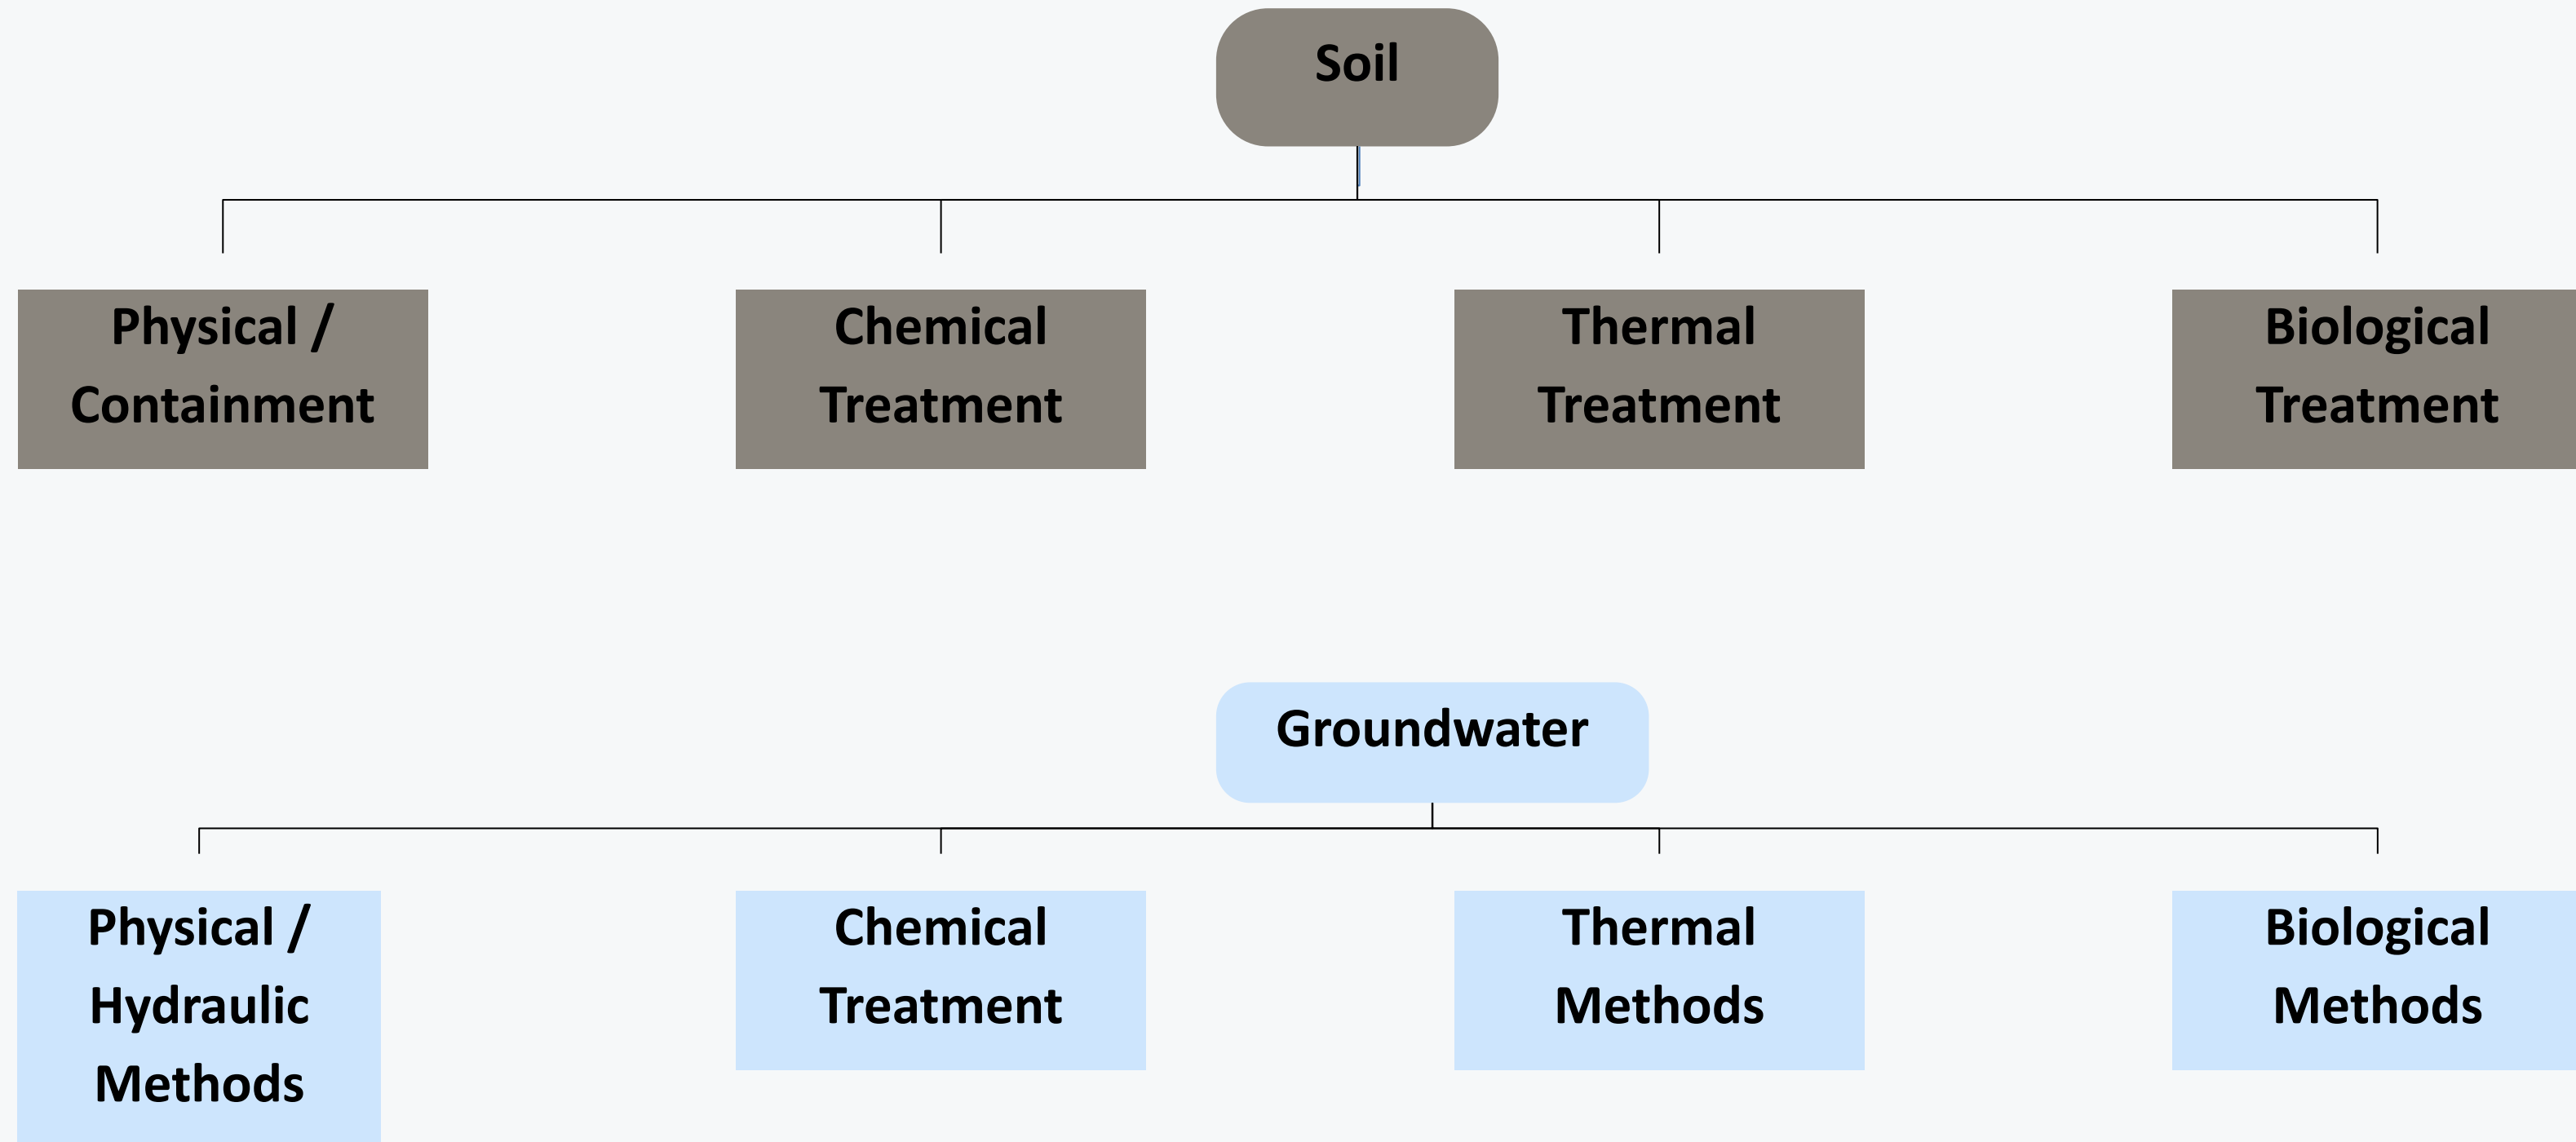 Soil
Physical /
Containment
Chemical
Treatment
Thermal
Treatment
Biological
Treatment
Groundwater
Physical /
Hydraulic
Methods
Chemical
Treatment
Thermal
Methods
Biological
Methods